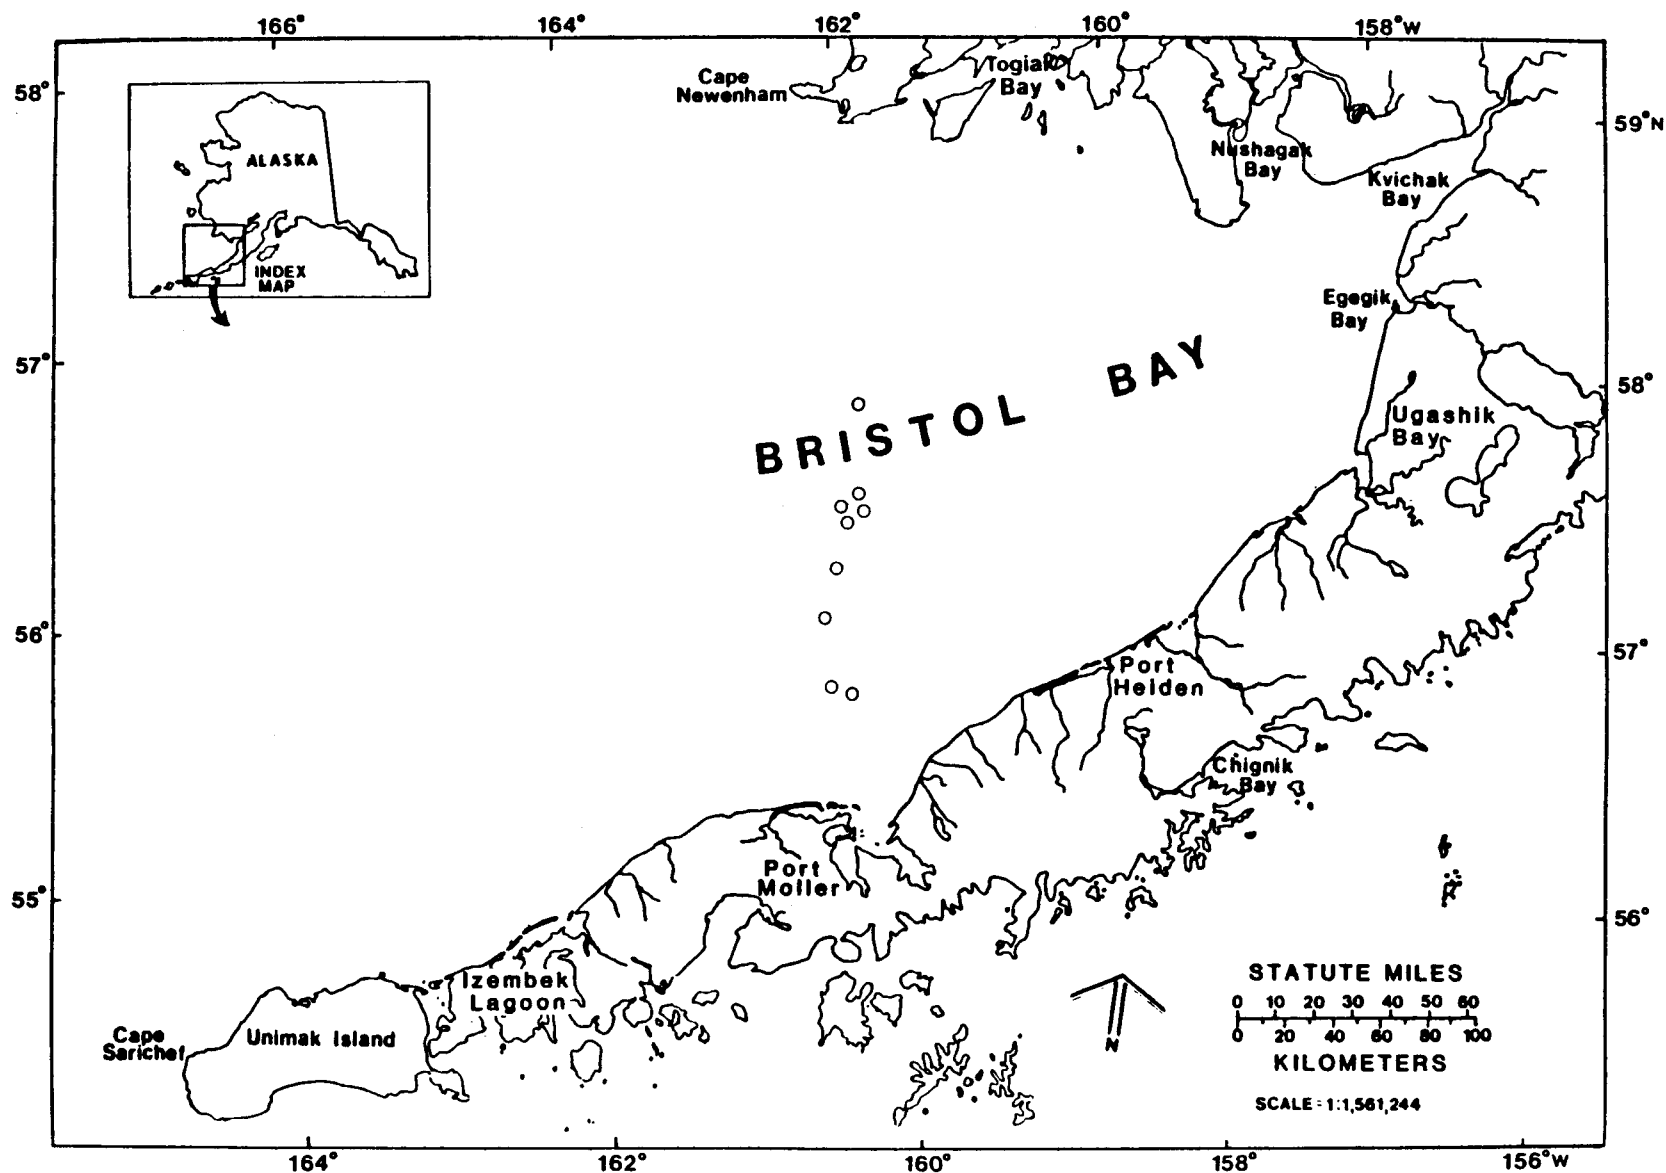 166° 164° 162° 160° 158°W
58°
57°
56°
55°
59°N
58°
57°
56°
164° 162° 160° 158° 156°W
ALASKA
INDEX
MAP
Cape
Newenham
Togiak
Bay
Nushagak
Bay
Kvichak
Bay
Egegik
Bay
Ugashik
Bay
BRISTOL BAY
Port
Heiden
Chignik
Bay
Port
Moller
Izembek
Lagoon
Unimak Island
Cape
Sarichef
N
STATUTE MILES
0 10 20 30 40 50 60
0 20 40 60 80 100
KILOMETERS
SCALE = 1:1,561,244